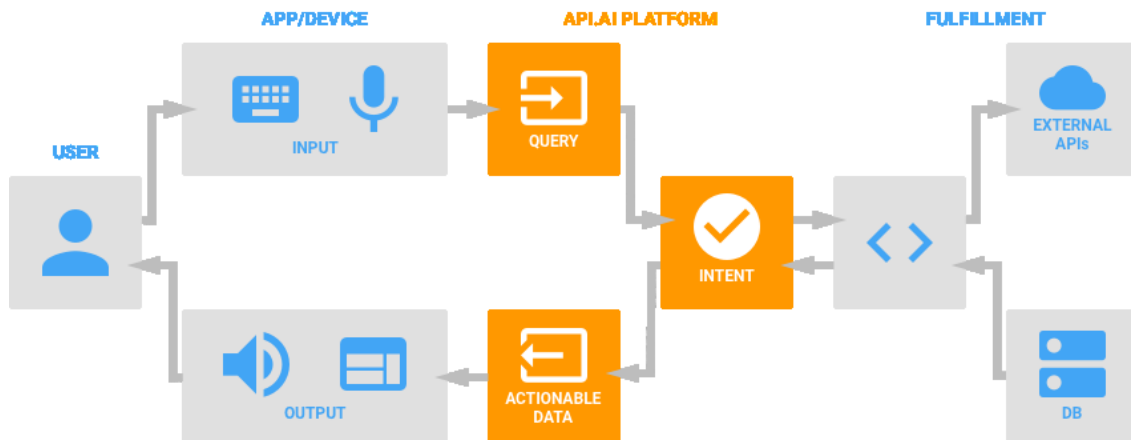 APP/DEVICE
API.AI PLATFORM
FULFILLMENT
INPUT
QUERY
EXTERNAL
APIs
USER
INTENT
OUTPUT
ACTIONABLE
DATA
DB